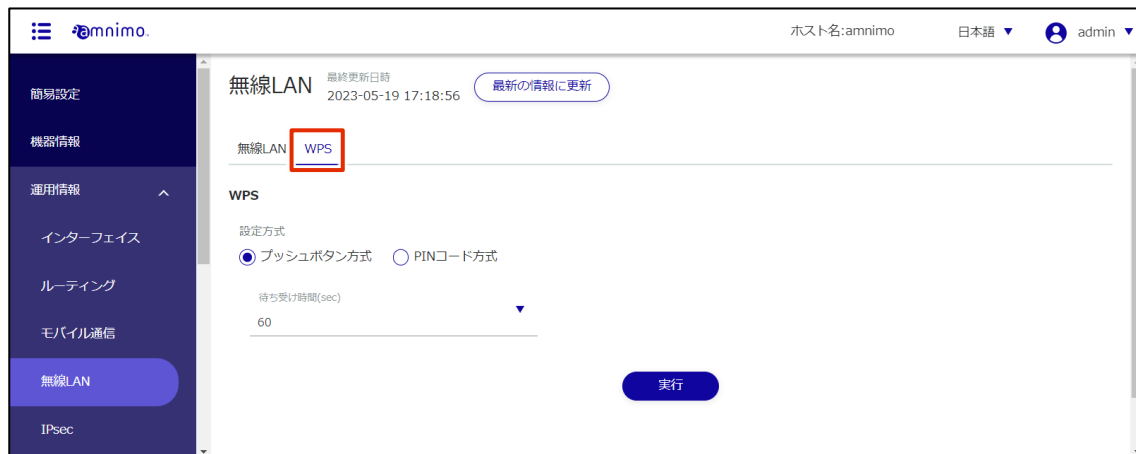 amnimo.
ホスト名:amnimo 日本語 ▼ admin ▼
簡易設定
機器情報
運用情報
インターフェイス
ルーティング
モバイル通信
無線LAN
IPsec
無線LAN 最終更新日時
2023-05-19 17:18:56
最新の情報に更新
無線LAN WPS
WPS
設定方式
プッシュボタン方式 PINコード方式
待ち受け時間(sec)
60 ▼
実行